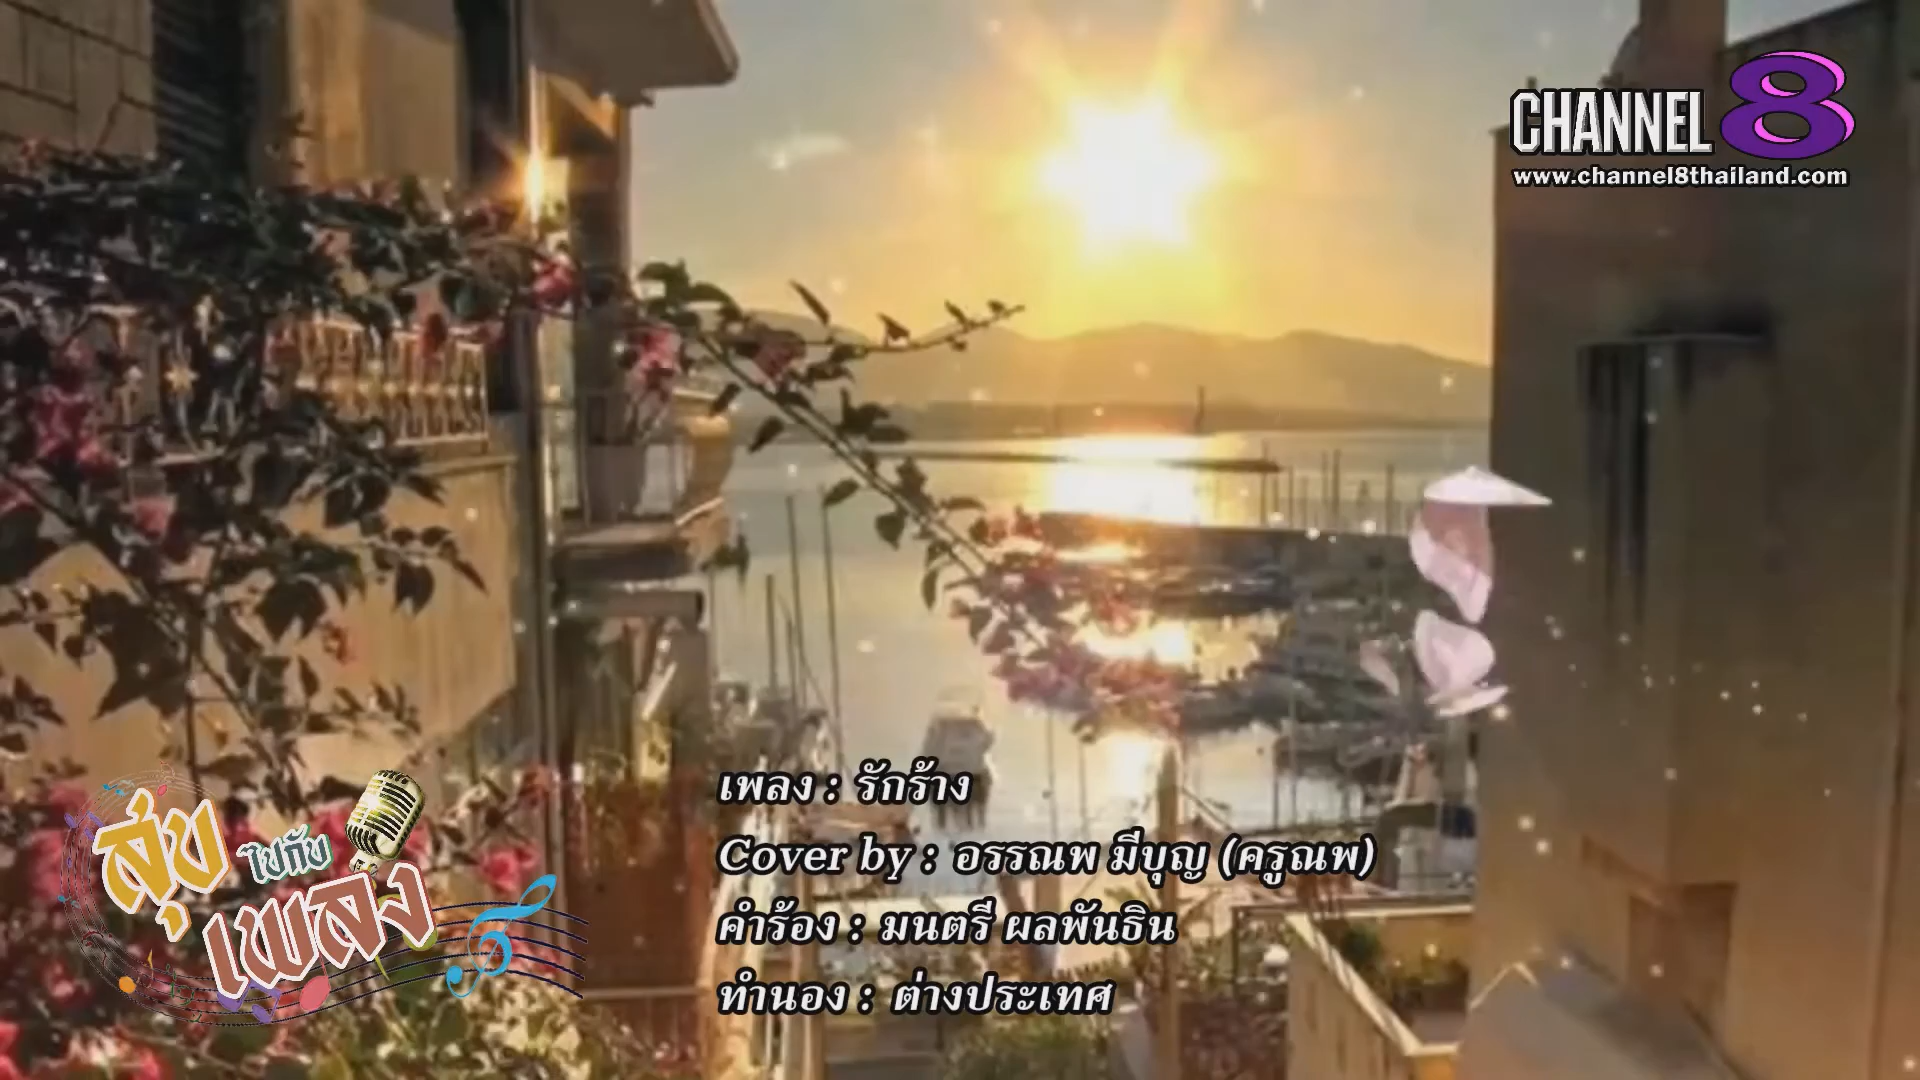 CHANNEL 8
www.channel8thailand.com
เพลง : รักร้าง
Cover by : อรรณพ มีบุญ (ครูณพ)
คำร้อง : มนตรี ผลพันธิน
ทำนอง : ต่างประเทศ
สุ่ข
ไปกับ
เพลง